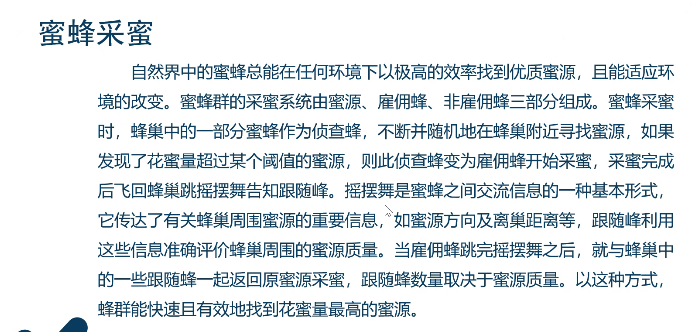 蜜蜂采蜜
自然界中的蜜蜂总能在任何环境下以极高的效率找到优质蜜源，且能适应环
境的改变。蜜蜂群的采蜜系统由蜜源、雇佣蜂、非雇佣蜂三部分组成。蜜蜂采蜜
时，蜂巢中的一部分蜜蜂作为侦查蜂，不断并随机地在蜂巢附近寻找蜜源，如果
发现了花蜜量超过某个阈值的蜜源，则此侦查蜂变为雇佣蜂开始采蜜，采蜜完成
后飞回蜂巢跳摇摆舞告知跟随峰。摇摆舞是蜜蜂之间交流信息的一种基本形式，
它传达了有关蜂巢周围蜜源的重要信息，如蜜源方向及离巢距离等，跟随峰利用
这些信息准确评价蜂巢周围的蜜源质量。当雇佣蜂跳完摇摆舞之后，就与蜂巢中
的一些跟随蜂一起返回原蜜源采蜜，跟随蜂数量取决于蜜源质量。以这种方式，
蜂群能快速且有效地找到花蜜量最高的蜜源。